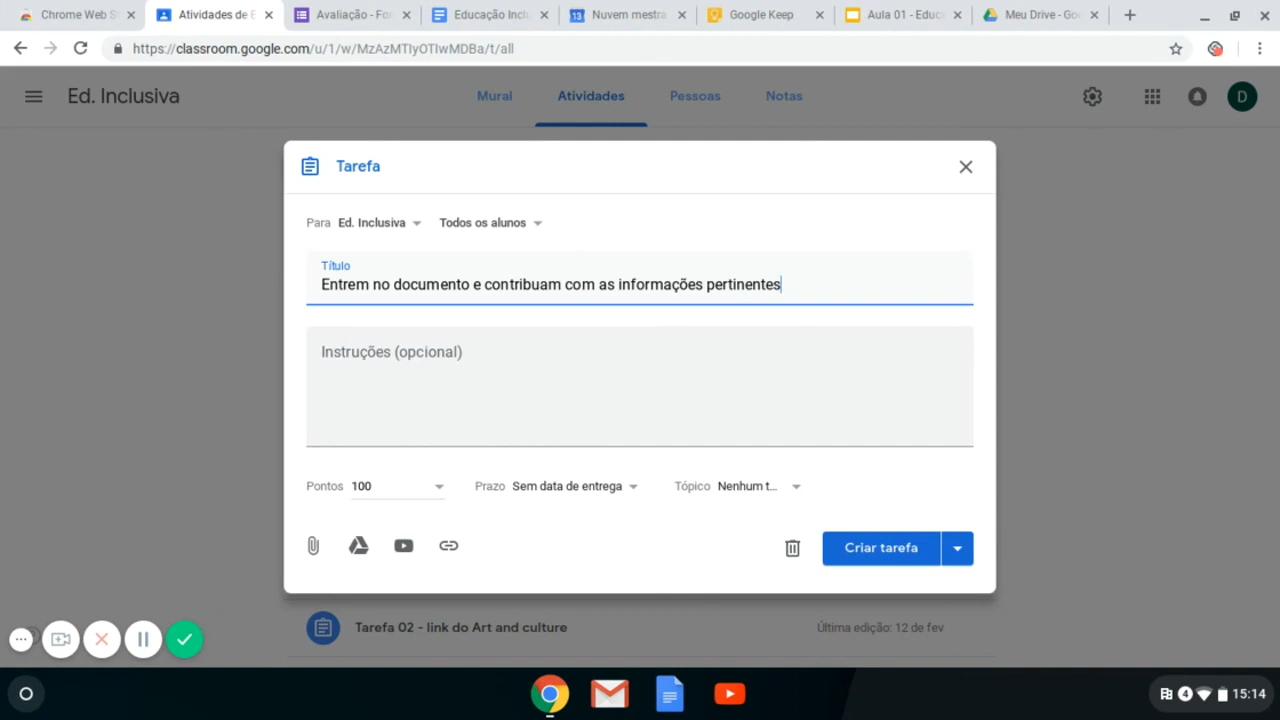 Chrome Web S
Atividades de E
Avaliação - For
Educação Inclu
Nuvem mestra
Google Keep
Aula 01 - Educ
Meu Drive - Goo
https://classroom.google.com/u/1/w/MzAzMTIyOTIwMDBa/t/all
Ed. Inclusiva
Mural
Atividades
Pessoas
Notas
D
Tarefa
Para Ed. Inclusiva Todos os alunos
Título
Entrem no documento e contribuam com as informações pertinentes
Instruções (opcional)
Pontos 100 Prazo Sem data de entrega Tópico Nenhum t...
Criar tarefa
Tarefa 02 - link do Art and culture Última edição: 12 de fev
4 15:14